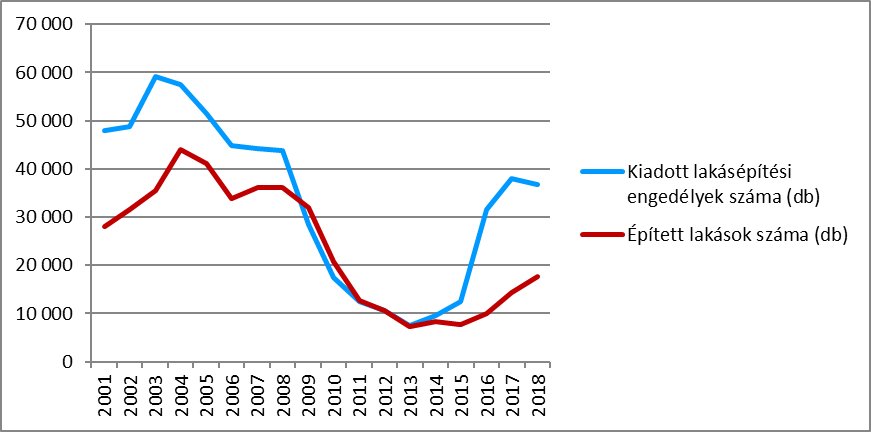 70 000
60 000
50 000
40 000
30 000
20 000
10 000
0
2001 2002 2003 2004 2005 2006 2007 2008 2009 2010 2011 2012 2013 2014 2015 2016 2017 2018
Kiadott lakásépítési
engedélyek száma (db)
Épített lakások száma (db)